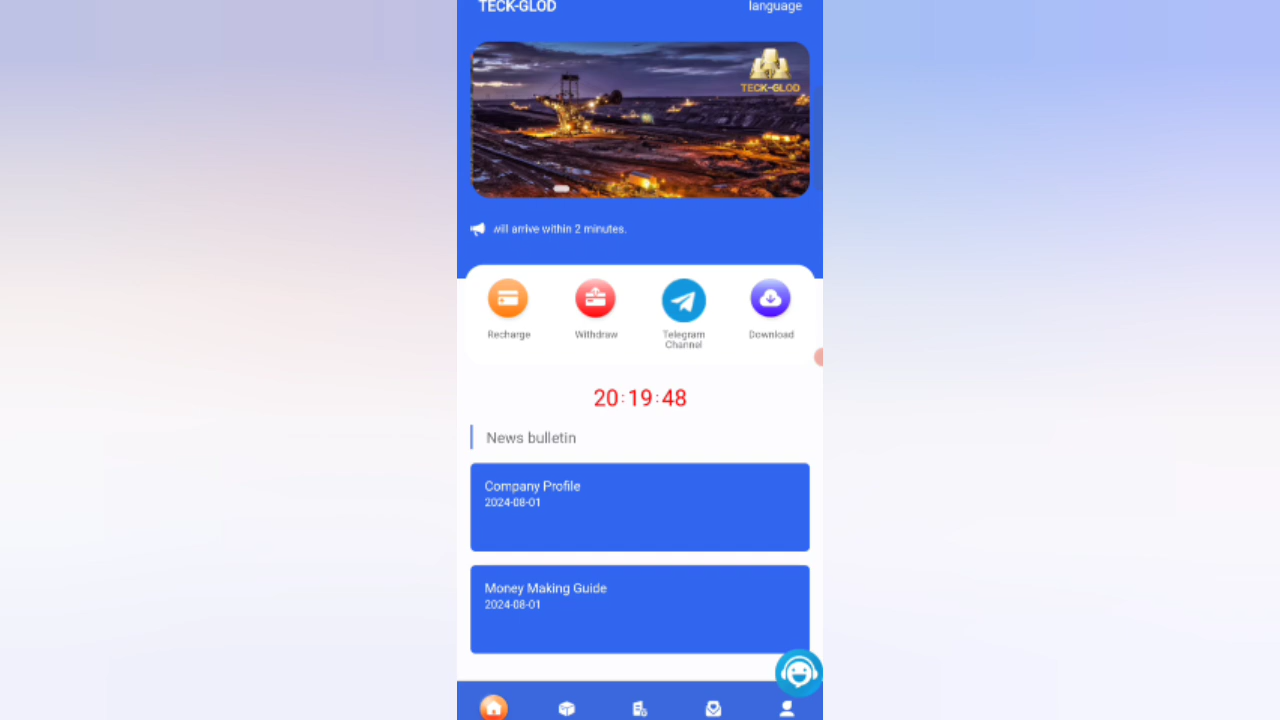 TECK-GLOD
language
TECK-GLOD
will arrive within 2 minutes.
Recharge
Withdraw
Telegram
Channel
Download
20:19:48
News bulletin
Company Profile
2024-08-01
Money Making Guide
2024-08-01